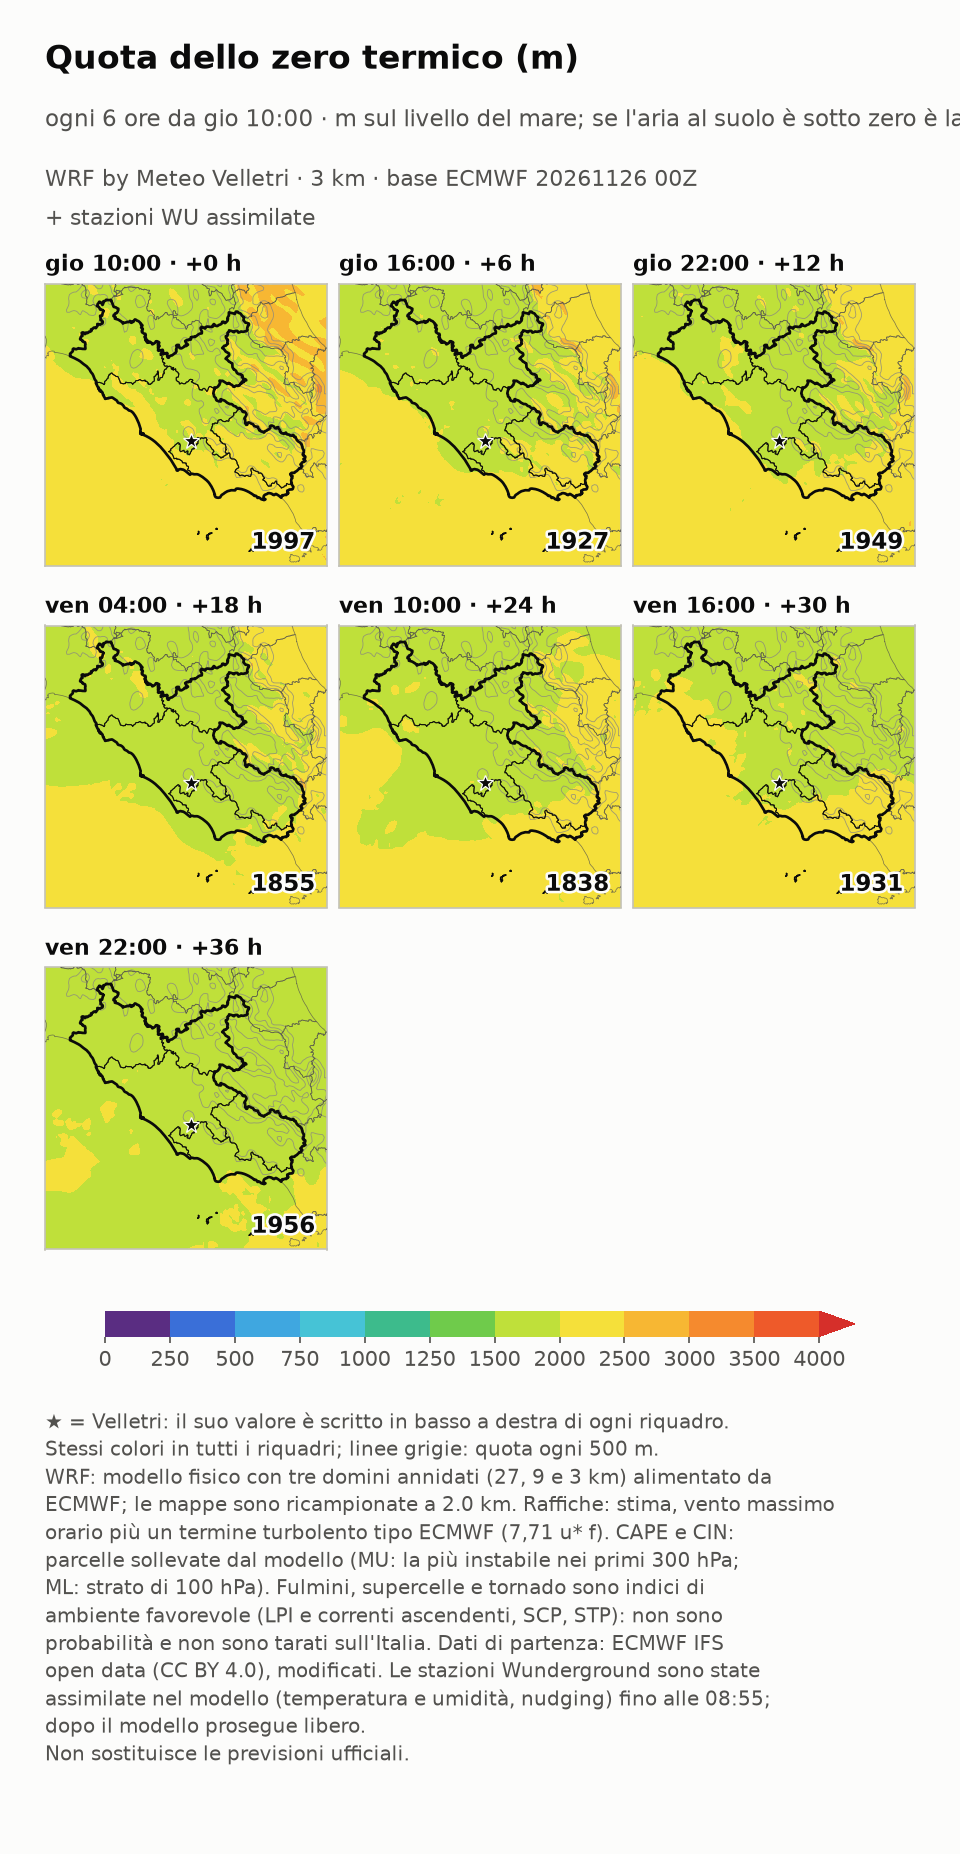 Quota dello zero termico (m)
ogni 6 ore da gio 10:00 · m sul livello del mare; se l'aria al suolo è sotto zero è la
WRF by Meteo Velletri · 3 km · base ECMWF 20261126 00Z
+ stazioni WU assimilate
gio 10:00 · +0 h
gio 16:00 · +6 h
gio 22:00 · +12 h
1997
1927
1949
ven 04:00 · +18 h
ven 10:00 · +24 h
ven 16:00 · +30 h
1855
1838
1931
ven 22:00 · +36 h
1956
0 250 500 750 1000 1250 1500 2000 2500 3000 3500 4000
★ = Velletri: il suo valore è scritto in basso a destra di ogni riquadro.
Stessi colori in tutti i riquadri; linee grigie: quota ogni 500 m.
WRF: modello fisico con tre domini annidati (27, 9 e 3 km) alimentato da
ECMWF; le mappe sono ricampionate a 2.0 km. Raffiche: stima, vento massimo
orario più un termine turbolento tipo ECMWF (7,71 u* f). CAPE e CIN:
parcelle sollevate dal modello (MU: la più instabile nei primi 300 hPa;
ML: strato di 100 hPa). Fulmini, supercelle e tornado sono indici di
ambiente favorevole (LPI e correnti ascendenti, SCP, STP): non sono
probabilità e non sono tarati sull'Italia. Dati di partenza: ECMWF IFS
open data (CC BY 4.0), modificati. Le stazioni Wunderground sono state
assimilate nel modello (temperatura e umidità, nudging) fino alle 08:55;
dopo il modello prosegue libero.
Non sostituisce le previsioni ufficiali.